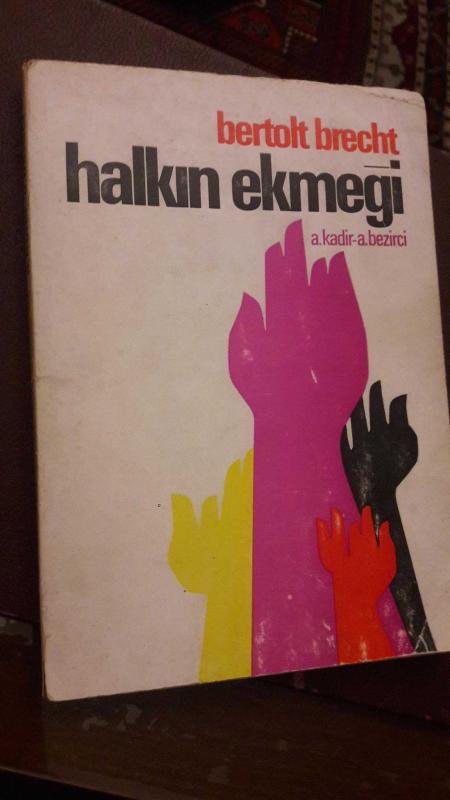 bertolt brecht
halkın ekmeği
a.kadir-a.bezirci